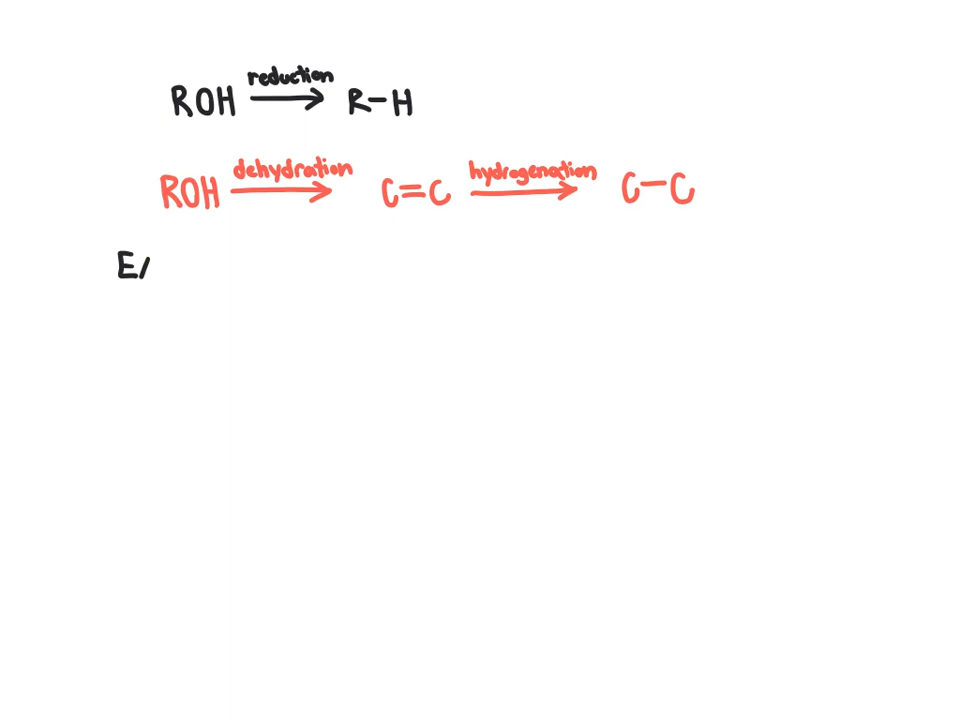 ROH reduction→ R-H
ROH dehydration→ C=C hydrogenation→ C-C
E/